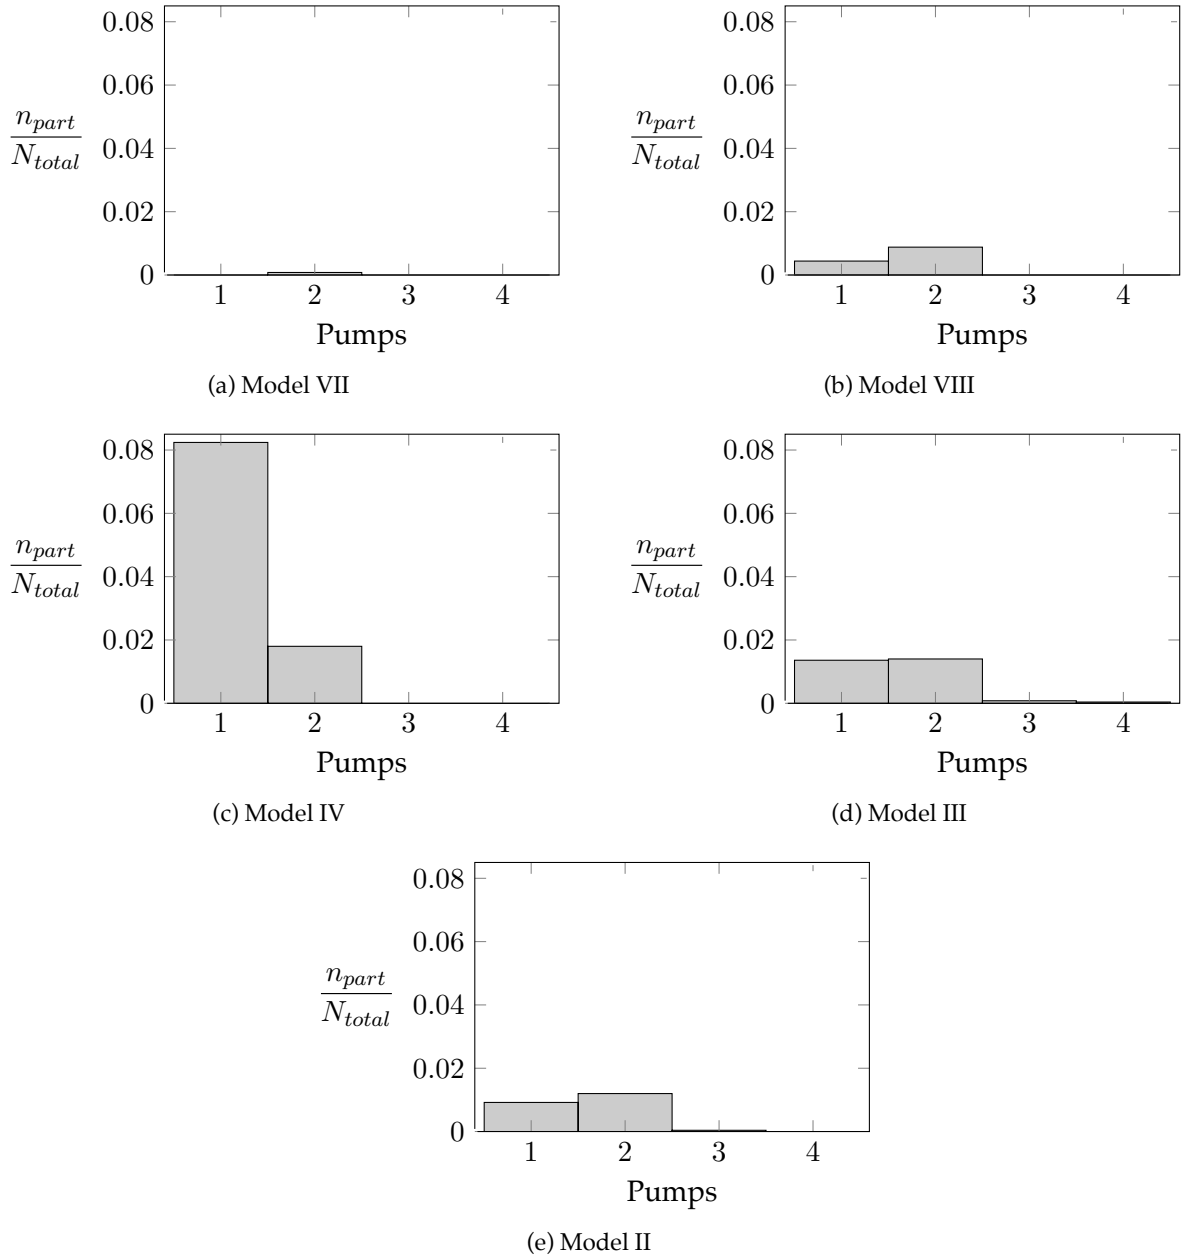 0.08
0.06
n_part
N_total
0.04
0.02
0
1 2 3 4
Pumps
(a) Model VII
0.08
0.06
n_part
N_total
0.04
0.02
0
1 2 3 4
Pumps
(b) Model VIII
0.08
0.06
n_part
N_total
0.04
0.02
0
1 2 3 4
Pumps
(c) Model IV
0.08
0.06
n_part
N_total
0.04
0.02
0
1 2 3 4
Pumps
(d) Model III
0.08
0.06
n_part
N_total
0.04
0.02
0
1 2 3 4
Pumps
(e) Model II